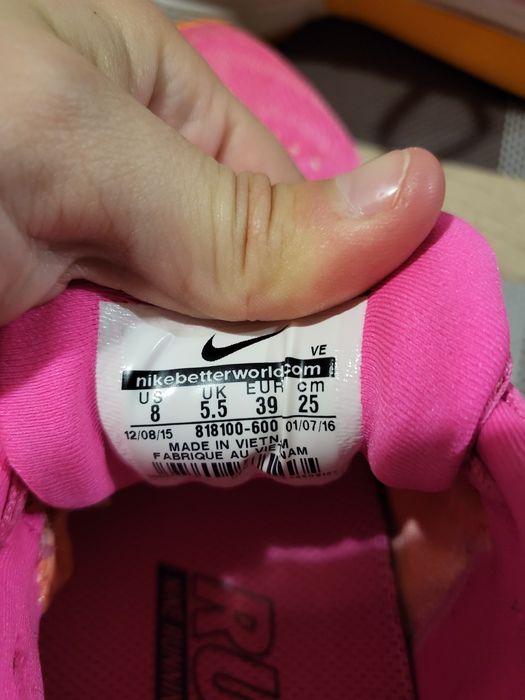 VE
nikebetterworld.com
US UK EUR cm
8 5.5 39 25
12/08/15 818100-600 01/07/16
MADE IN VIETNAM
FABRIQUE AU VIETNAM
RU